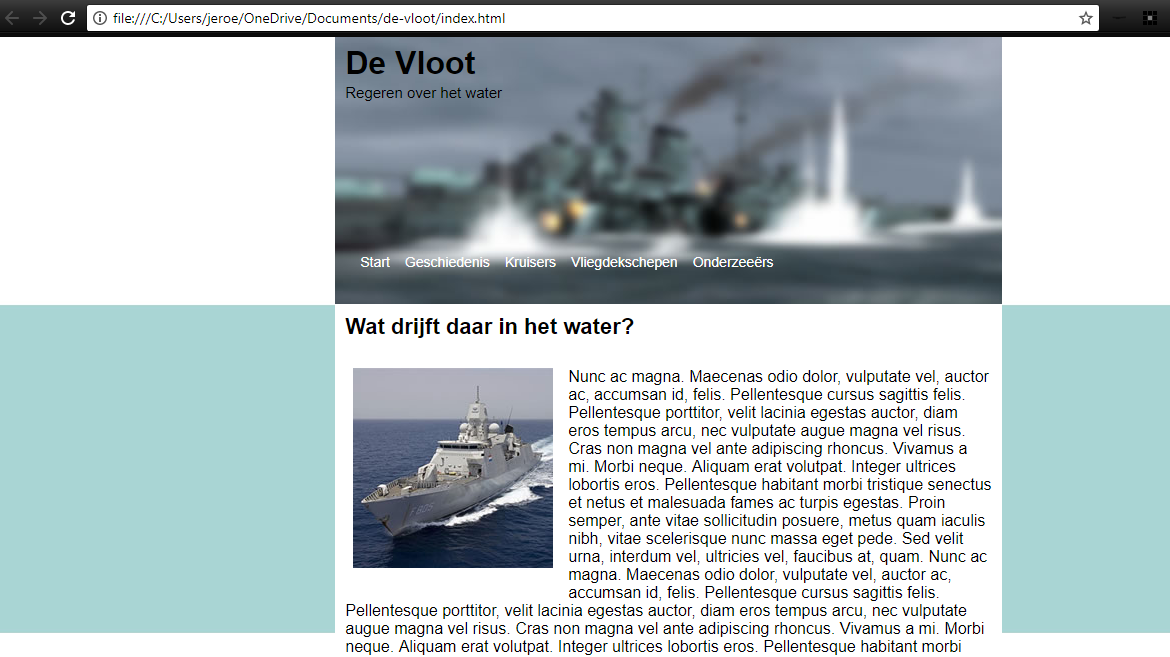 file:///C:/Users/jeroe/OneDrive/Documents/de-vloot/index.html
De Vloot
Regeren over het water
Start Geschiedenis Kruisers Vliegdekschepen Onderzeeërs
Wat drijft daar in het water?
Nunc ac magna. Maecenas odio dolor, vulputate vel, auctor
ac, accumsan id, felis. Pellentesque cursus sagittis felis.
Pellentesque porttitor, velit lacinia egestas auctor, diam
eros tempus arcu, nec vulputate augue magna vel risus.
Cras non magna vel ante adipiscing rhoncus. Vivamus a
mi. Morbi neque. Aliquam erat volutpat. Integer ultrices
lobortis eros. Pellentesque habitant morbi tristique senectus
et netus et malesuada fames ac turpis egestas. Proin
semper, ante vitae sollicitudin posuere, metus quam iaculis
nibh, vitae scelerisque nunc massa eget pede. Sed velit
urna, interdum vel, ultricies vel, faucibus at, quam. Nunc ac
magna. Maecenas odio dolor, vulputate vel, auctor ac,
accumsan id, felis. Pellentesque cursus sagittis felis.
Pellentesque porttitor, velit lacinia egestas auctor, diam eros tempus arcu, nec vulputate
augue magna vel risus. Cras non magna vel ante adipiscing rhoncus. Vivamus a mi. Morbi
neque. Aliquam erat volutpat. Integer ultrices lobortis eros. Pellentesque habitant morbi